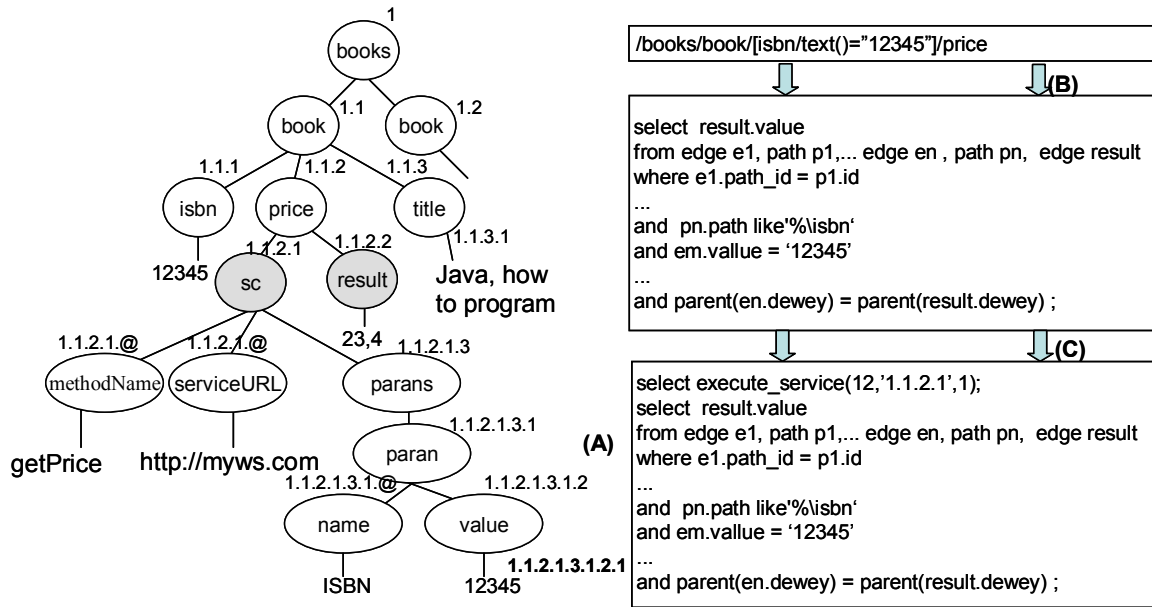 1
books
1.1
1.2
book
book
1.1.1
1.1.2
1.1.3
isbn
price
title
1.1.2.1
1.1.2.2
1.1.3.1
12345
sc
result
Java, how
to program
23,4
1.1.2.1.@
1.1.2.1.@
1.1.2.1.3
methodName
serviceURL
parans
1.1.2.1.3.1
getPrice
http://myws.com
paran
(A)
1.1.2.1.3.1.@
1.1.2.1.3.1.2
name
value
1.1.2.1.3.1.2.1
ISBN
12345
/books/book/[isbn/text()=”12345”]/price
(B)
select result.value
from edge e1, path p1,... edge en , path pn, edge result
where e1.path_id = p1.id
...
and pn.path like'%\isbn‘
and em.vallue = ‘12345’
...
and parent(en.dewey) = parent(result.dewey) ;
(C)
select execute_service(12,'1.1.2.1',1);
select result.value
from edge e1, path p1,... edge en, path pn, edge result
where e1.path_id = p1.id
...
and pn.path like'%\isbn‘
and em.vallue = ‘12345’
...
and parent(en.dewey) = parent(result.dewey) ;